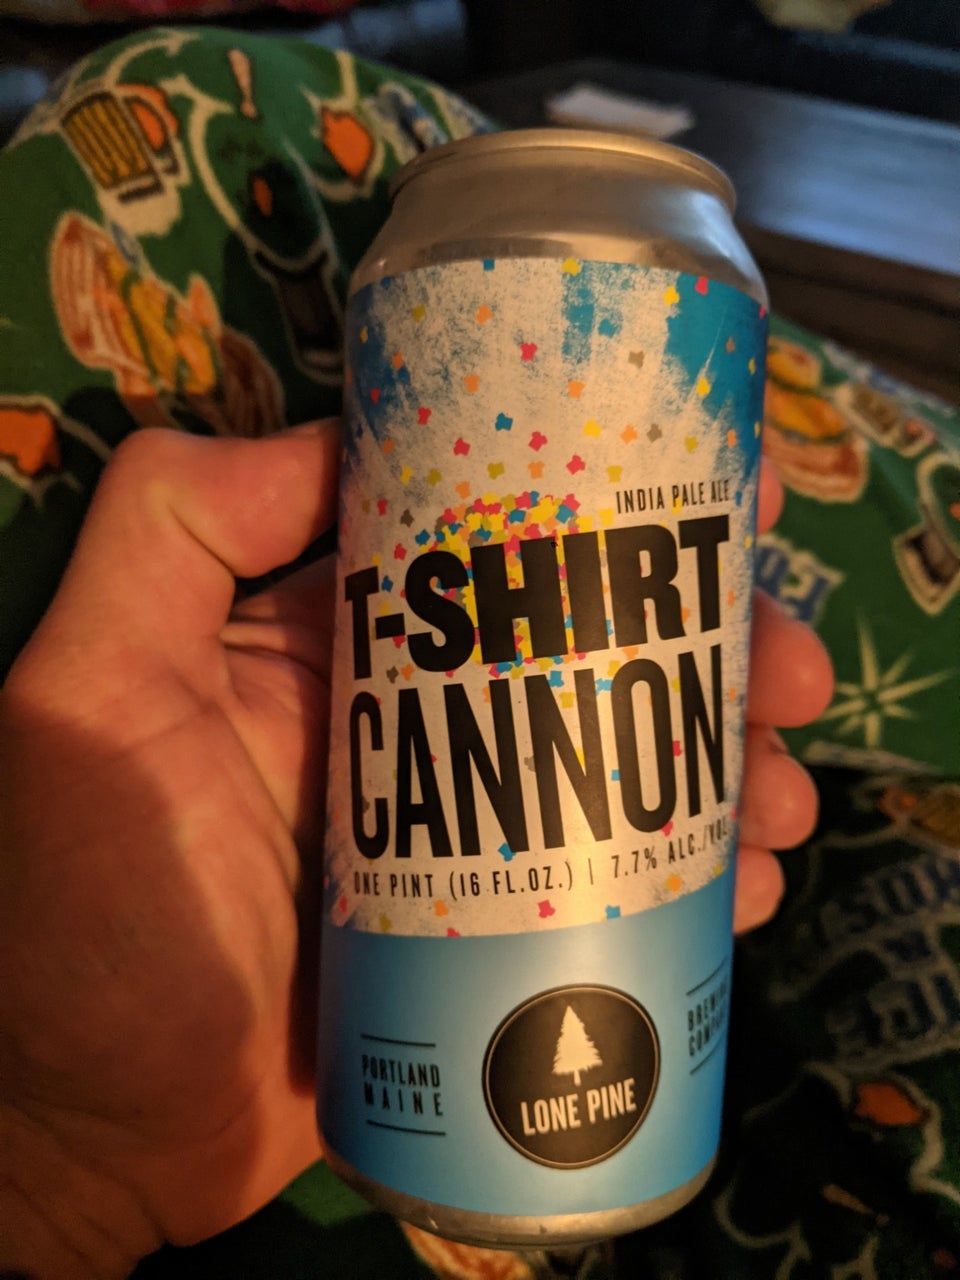 INDIA PALE ALE
T-SHIRT
CANNON
ONE PINT (16 FL.OZ.) | 7.7% ALC./VOL
PORTLAND
MAINE
LONE PINE
BREWING
COMPANY